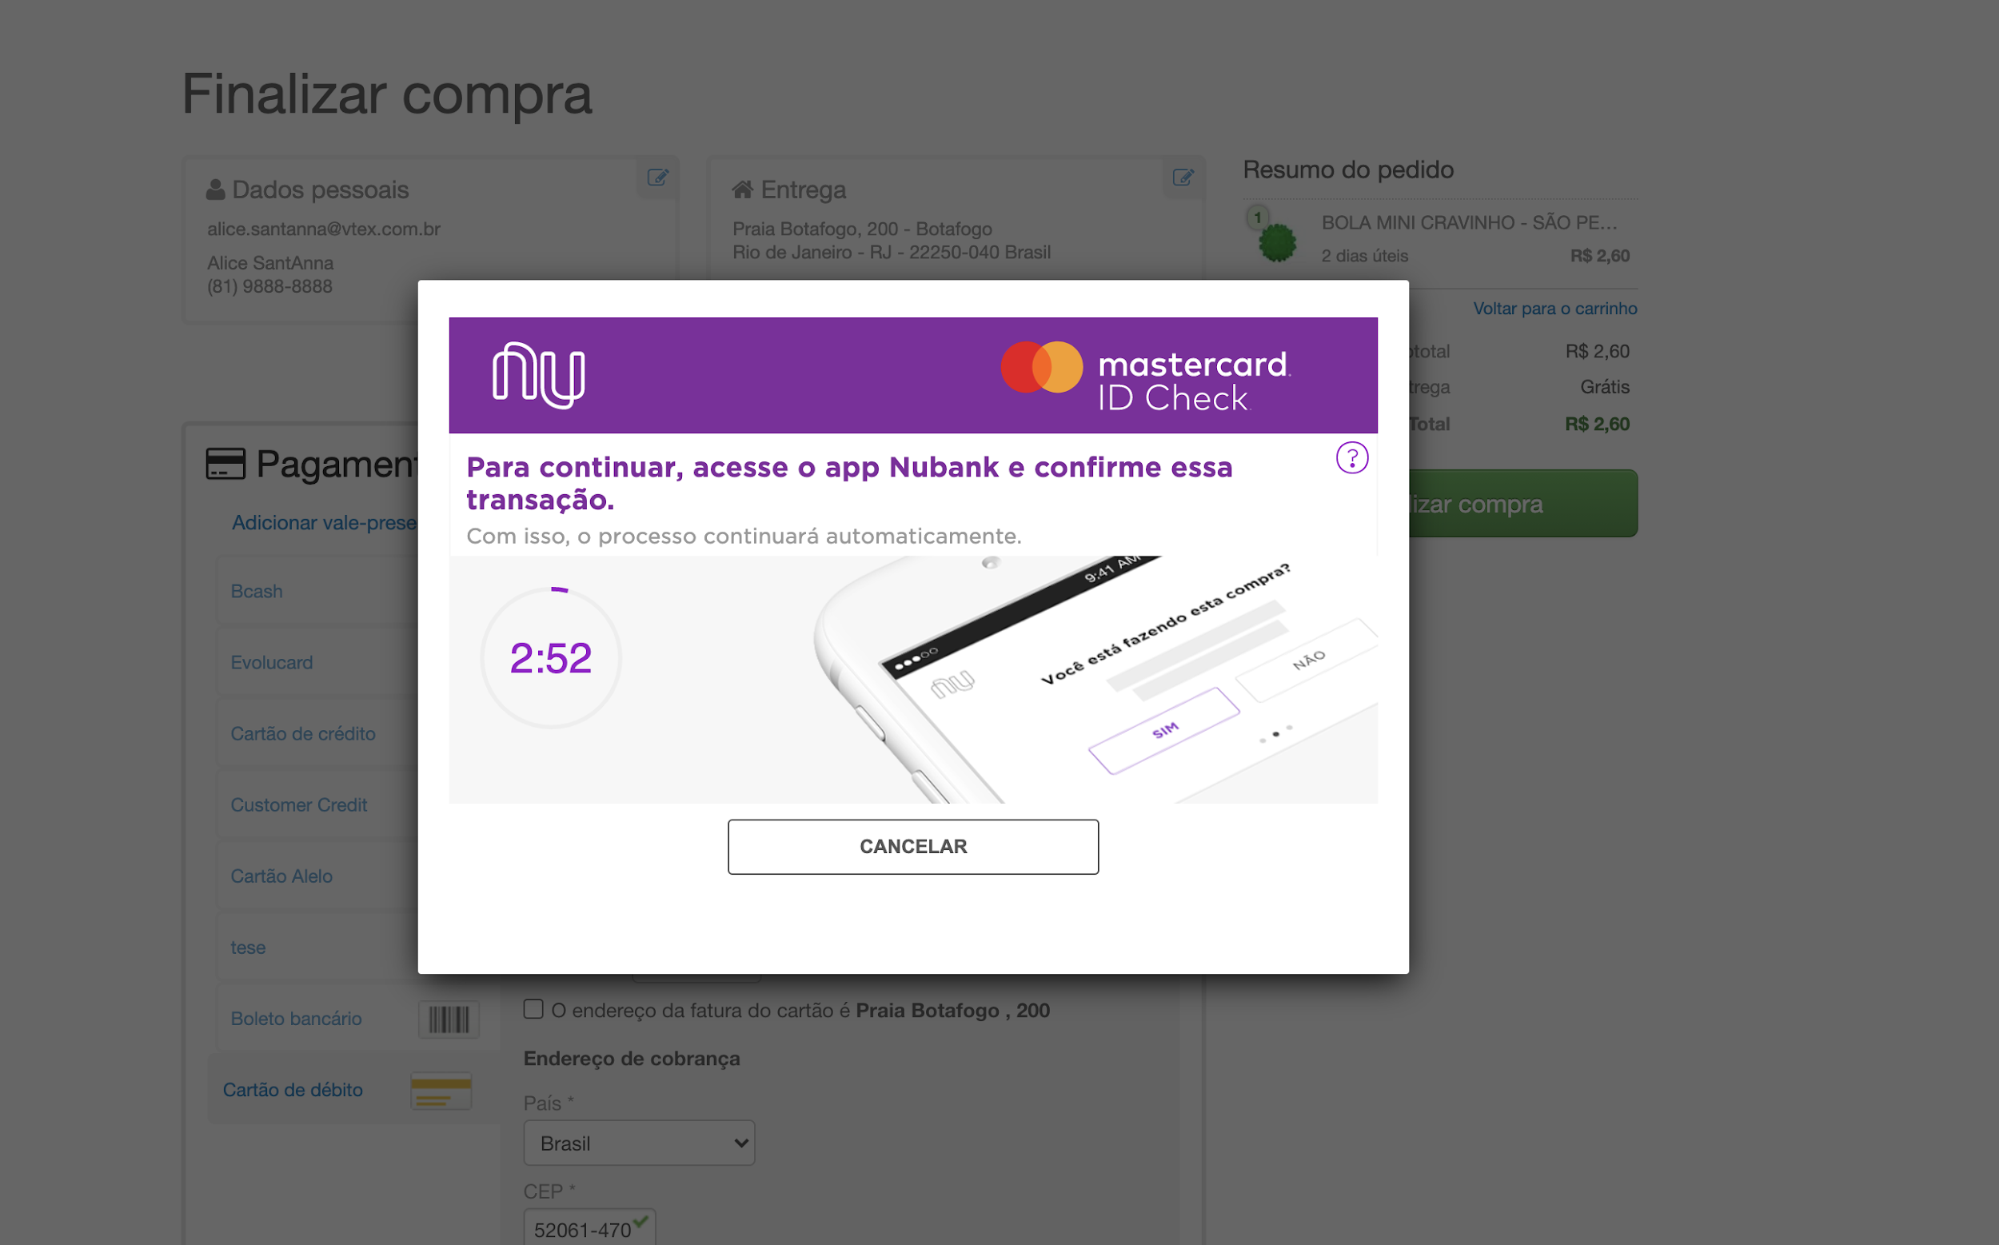 Finalizar compra
Dados pessoais
alice.santanna@vtex.com.br
Alice SantAnna
(81) 9888-8888
Entrega
Praia Botafogo, 200 - Botafogo
Rio de Janeiro - RJ - 22250-040 Brasil
Resumo do pedido
1
BOLA MINI CRAVINHO - SÃO PE...
2 dias úteis R$ 2,60
Voltar para o carrinho
total R$ 2,60
trega Grátis
Total R$ 2,60
lizar compra
Pagament
Adicionar vale-prese
Bcash
Evolucard
Cartão de crédito
Customer Credit
Cartão Alelo
tese
Boleto bancário
Cartão de débito
nu
mastercard.
ID Check
Para continuar, acesse o app Nubank e confirme essa
transação.
?
Com isso, o processo continuará automaticamente.
2:52
9:41 AM
nu
Você está fazendo esta compra?
SIM
NÃO
CANCELAR
O endereço da fatura do cartão é Praia Botafogo , 200
Endereço de cobrança
País *
Brasil
CEP *
52061-470